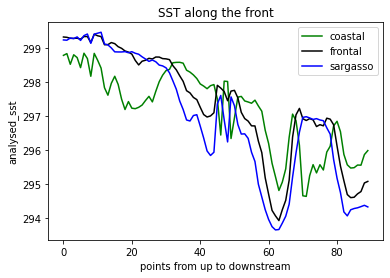 SST along the front
coastal
frontal
sargasso
analysed_sst
299
298
297
296
295
294
0
20
40
60
80
points from up to downstream